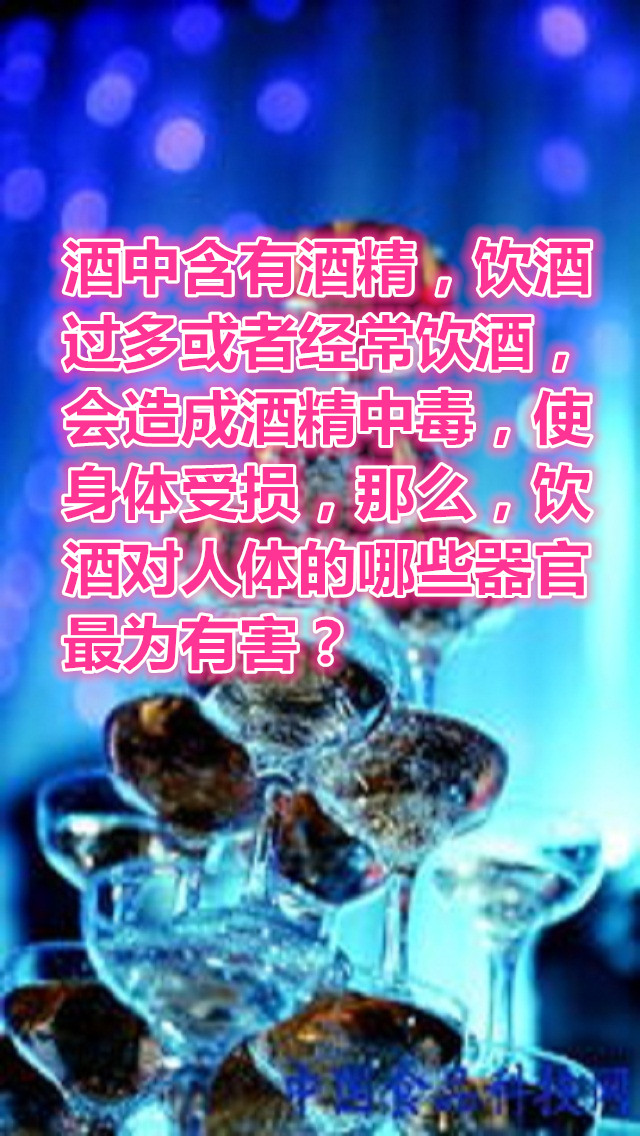 酒中含有酒精，饮酒
过多或者经常饮酒，
会造成酒精中毒，使
身体受损，那么，饮
酒对人体的哪些器官
最为有害？
中国食品科技网